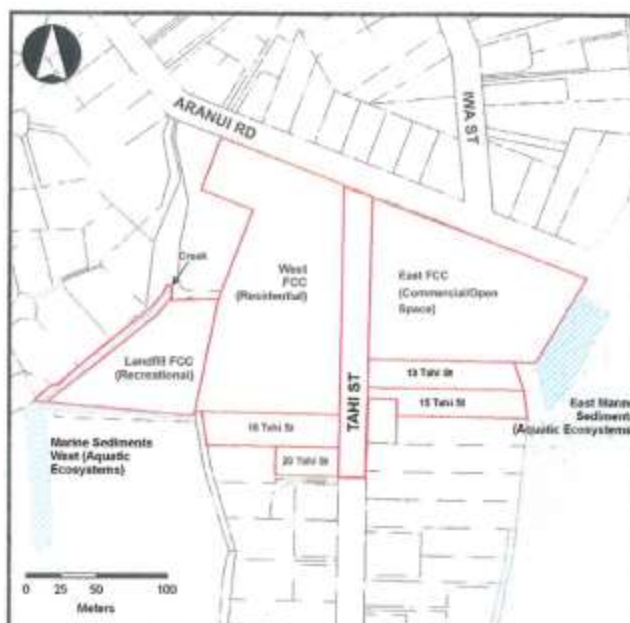 ARANUI RD
IWA ST
Creek
West
FCC
(Residential)
East FCC
(Commercial/Open
Space)
Landfill FCC
(Recreational)
TAHI ST
13 Tahi St
15 Tahi St
East Marine
Sediments
(Aquatic Ecosystems)
18 Tahi St
20 Tahi St
Marine Sediments
West (Aquatic
Ecosystems)
0 25 50 100
Meters